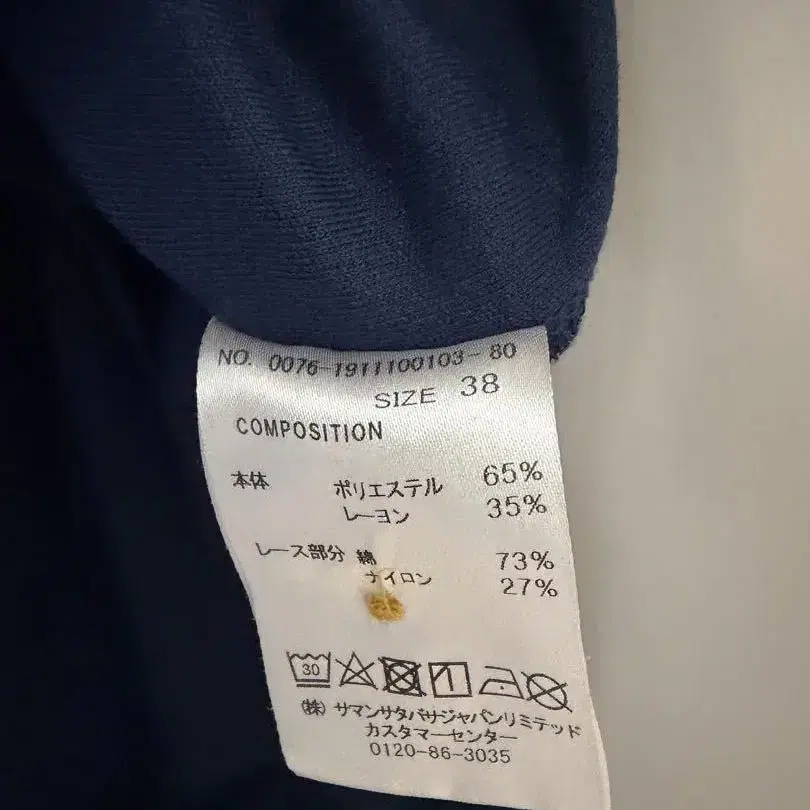 NO. 0076-1911100103-80
SIZE 38
COMPOSITION
本体 ポリエステル 65%
レーヨン 35%
レース部分 綿 73%
ナイロン 27%
30
(株) サマンサタバサジャパンリミテッド
カスタマーセンター
0120-86-3035